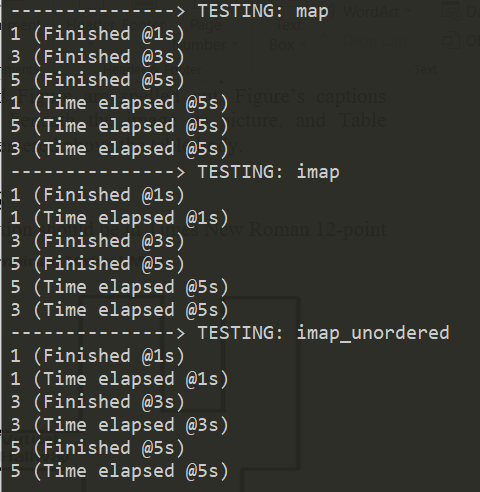 ---------------> TESTING: map
1 (Finished @1s)
3 (Finished @3s)
5 (Finished @5s)
1 (Time elapsed @5s)
5 (Time elapsed @5s)
3 (Time elapsed @5s)
---------------> TESTING: imap
1 (Finished @1s)
1 (Time elapsed @1s)
3 (Finished @3s)
5 (Finished @5s)
5 (Time elapsed @5s)
3 (Time elapsed @5s)
---------------> TESTING: imap_unordered
1 (Finished @1s)
1 (Time elapsed @1s)
3 (Finished @3s)
3 (Time elapsed @3s)
5 (Finished @5s)
5 (Time elapsed @5s)